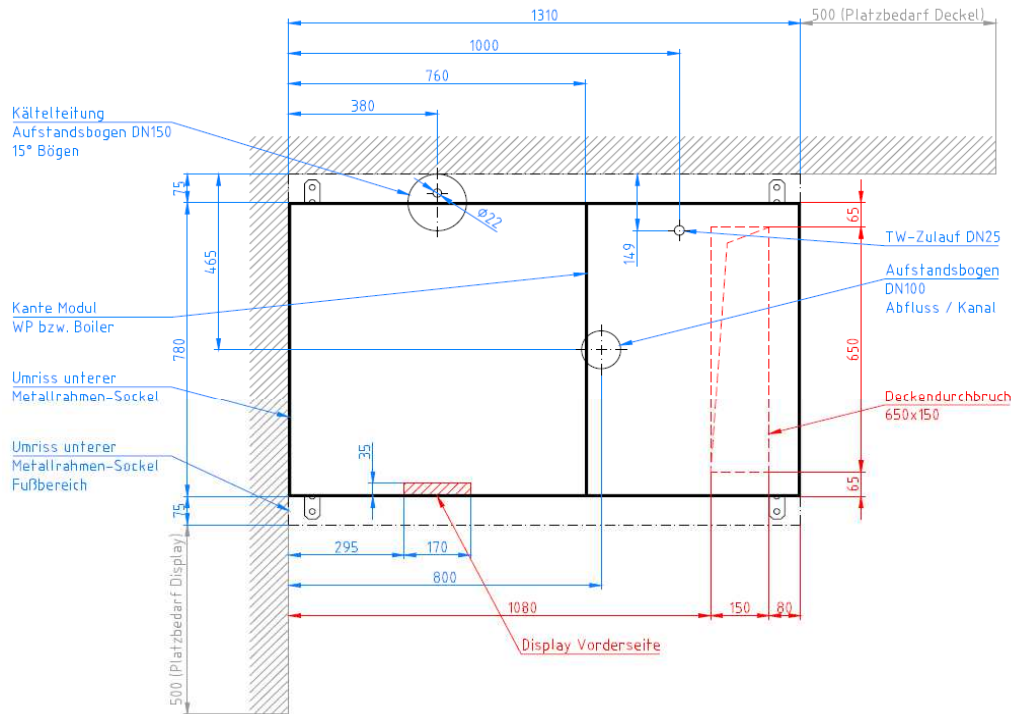 1310
500 (Platzbedarf Deckel)
1000
760
380
Kältelteitung
Aufstandsbogen DN150
15° Bögen
75
65
ø22
149
TW-Zulauf DN25
465
Aufstandsbogen
DN100
Abfluss / Kanal
Kante Modul
WP bzw. Boiler
780
650
Umriss unterer
Metallrahmen-Sockel
Deckendurchbruch
650x150
Umriss unterer
Metallrahmen-Sockel
Fußbereich
35
65
75
295
170
800
1080
150
80
Display Vorderseite
500 (Platzbedarf Display)